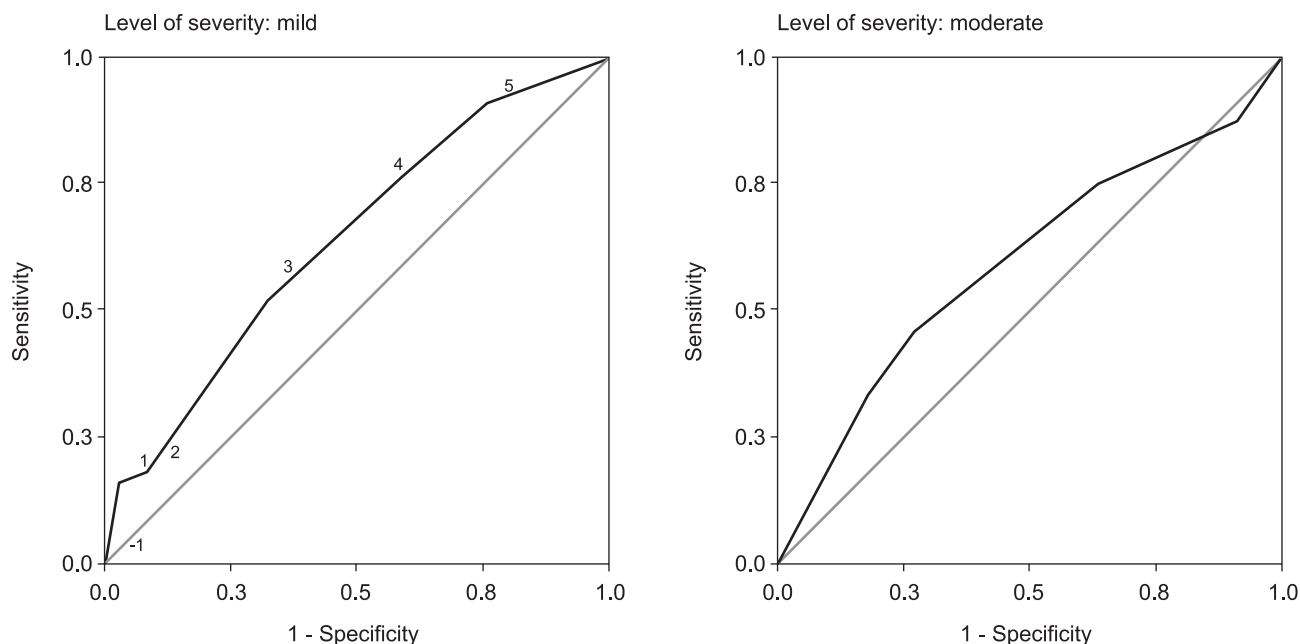 Level of severity: mild
1.0
0.8
0.5
0.3
0.0
Sensitivity
-1
1
2
3
4
5
0.0 0.3 0.5 0.8 1.0
1 - Specificity
Level of severity: moderate
1.0
0.8
0.5
0.3
0.0
Sensitivity
0.0 0.3 0.5 0.8 1.0
1 - Specificity